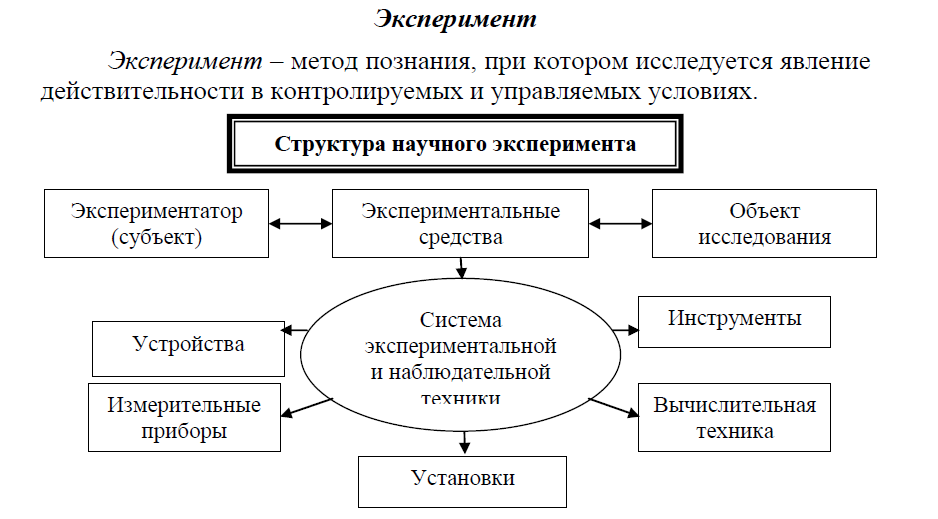 Эксперимент
Эксперимент – метод познания, при котором исследуется явление
действительности в контролируемых и управляемых условиях.
Структура научного эксперимента
Экспериментатор
(субъект)
Экспериментальные
средства
Объект
исследования
Система
экспериментальной
и наблюдательной
техники
Устройства
Инструменты
Измерительные
приборы
Вычислительная
техника
Установки